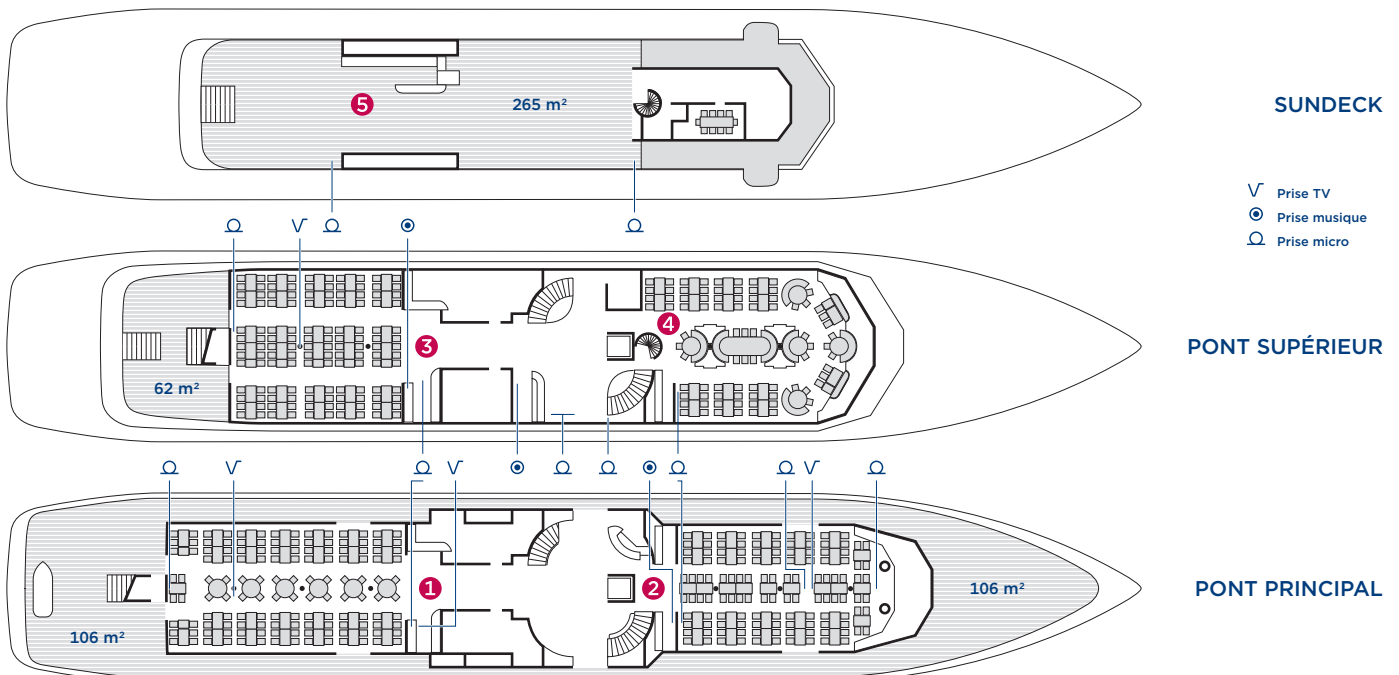 5
265 m²
SUNDECK
Prise TV
Prise musique
Prise micro
3
4
62 m²
PONT SUPÉRIEUR
1
2
106 m²
106 m²
PONT PRINCIPAL